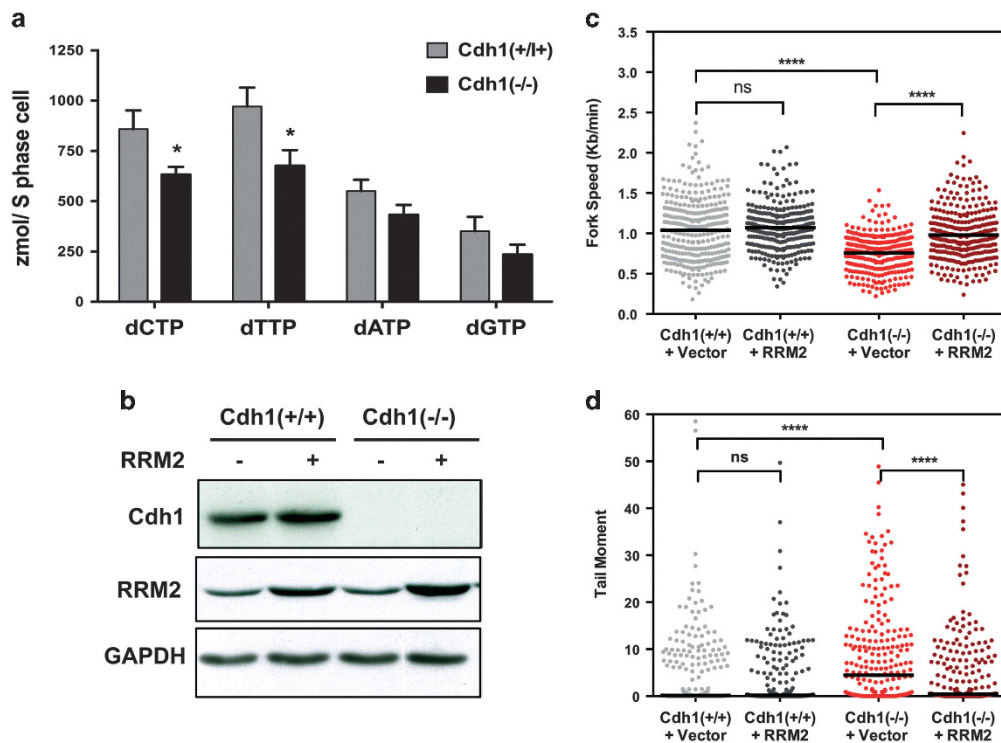 a
1250
1000
750
500
250
0
zmol/ S phase cell
Cdh1(+/I+)
Cdh1(-/-)
*
*
dCTP dTTP dATP dGTP
b
Cdh1(+/+) Cdh1(-/-)
RRM2 - + - +
Cdh1
RRM2
GAPDH
c
3.5
3.0
2.5
2.0
1.5
1.0
0.5
0.0
Fork Speed (Kb/min)
****
ns
****
Cdh1(+/+) Cdh1(+/+) Cdh1(-/-) Cdh1(-/-)
+ Vector + RRM2 + Vector + RRM2
d
60
50
40
30
20
10
0
Tail Moment
****
ns
****
Cdh1(+/+) Cdh1(+/+) Cdh1(-/-) Cdh1(-/-)
+ Vector + RRM2 + Vector + RRM2